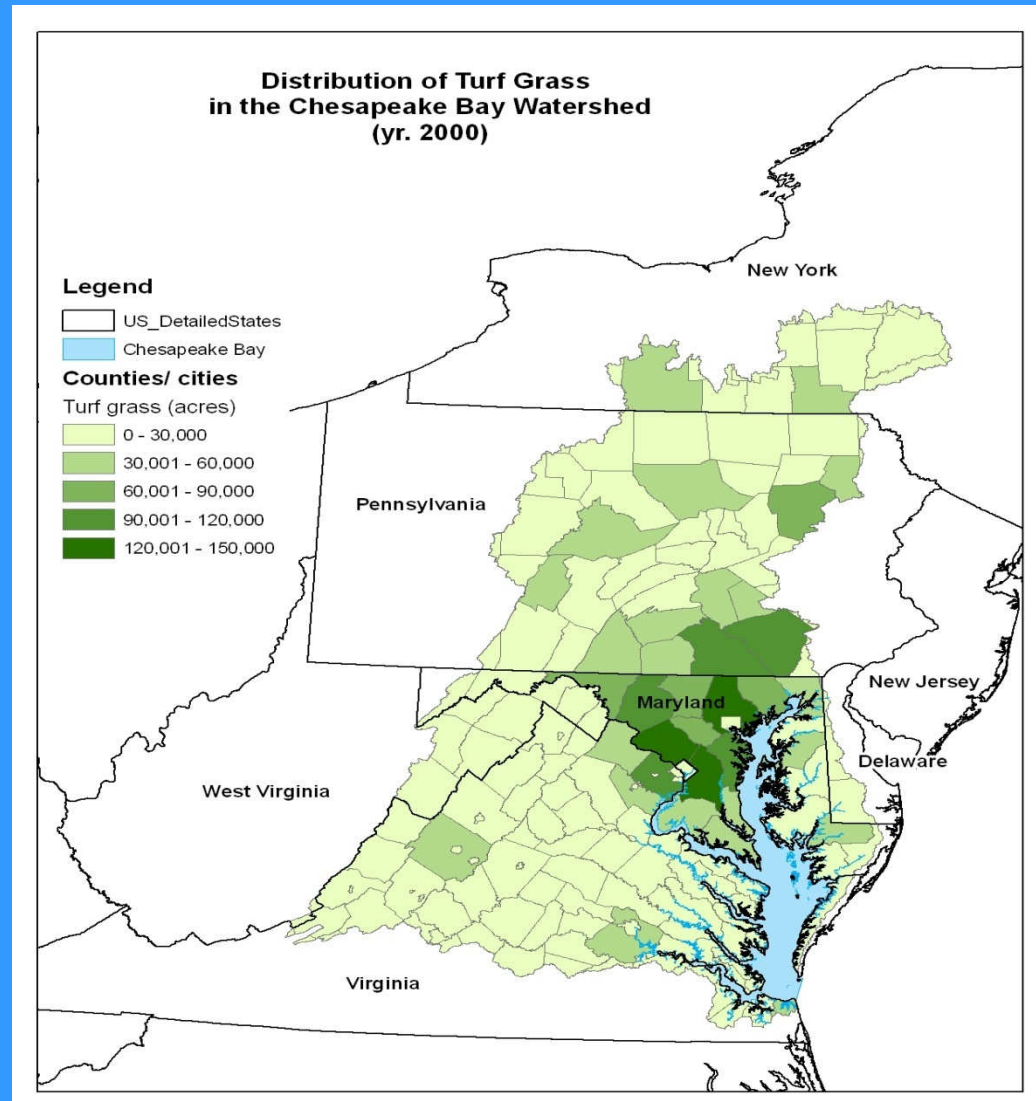 Distribution of Turf Grass
in the Chesapeake Bay Watershed
(yr. 2000)
New York
Legend
US_DetailedStates
Chesapeake Bay
Counties/ cities
Turf grass (acres)
0 - 30,000
30,001 - 60,000
60,001 - 90,000
90,001 - 120,000
120,001 - 150,000
Pennsylvania
Maryland
New Jersey
Delaware
West Virginia
Virginia